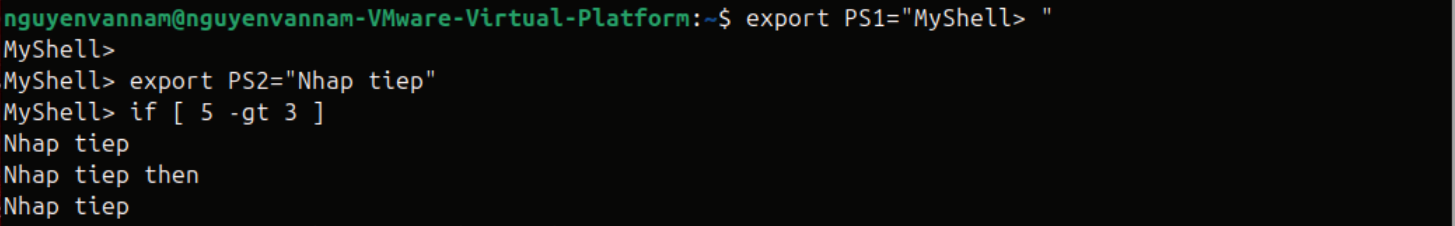 nguyenvannam@nguyenvannam-VMware-Virtual-Platform:~$ export PS1="MyShell> "
MyShell>
MyShell> export PS2="Nhap tiep"
MyShell> if [ 5 -gt 3 ]
Nhap tiep
Nhap tiep then
Nhap tiep